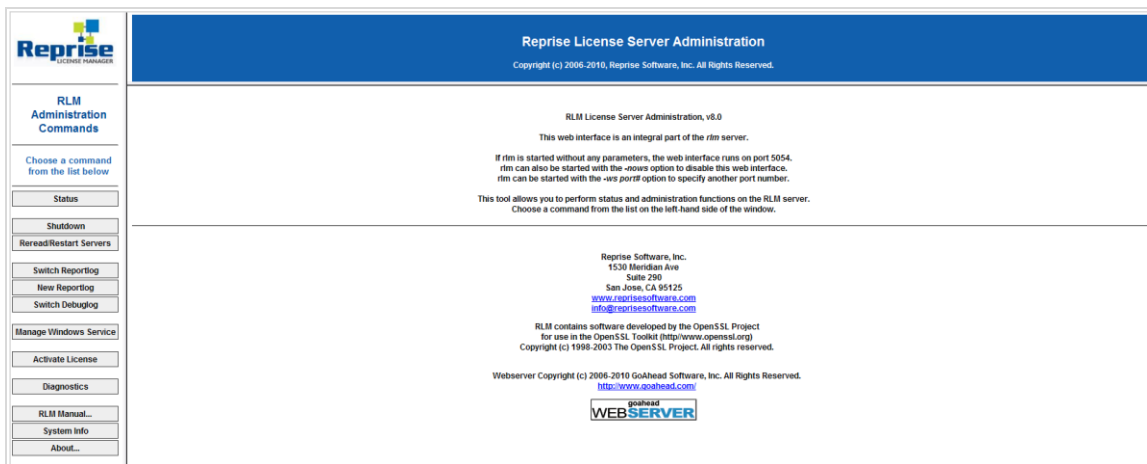 Reprise
LICENSE MANAGER
RLM
Administration
Commands
Choose a command
from the list below
Status
Shutdown
Reread/Restart Servers
Switch Reportlog
New Reportlog
Switch Debuglog
Manage Windows Service
Activate License
Diagnostics
RLM Manual...
System Info
About...
Reprise License Server Administration
Copyright (c) 2006-2010, Reprise Software, Inc. All Rights Reserved.
RLM License Server Administration, v8.0
This web interface is an integral part of the rlm server.
If rlm is started without any parameters, the web interface runs on port 5054.
rlm can also be started with the -nows option to disable this web interface.
rlm can be started with the -ws port# option to specify another port number.
This tool allows you to perform status and administration functions on the RLM server.
Choose a command from the list on the left-hand side of the window.
Reprise Software, Inc.
1530 Meridian Ave
Suite 290
San Jose, CA 95125
www.reprisesoftware.com
info@reprisesoftware.com
RLM contains software developed by the OpenSSL Project
for use in the OpenSSL Toolkit (http//www.openssl.org)
Copyright (c) 1998-2003 The OpenSSL Project. All rights reserved.
Webserver Copyright (c) 2006-2010 GoAhead Software, Inc. All Rights Reserved.
http://www.goahead.com/
goahead
WEBSERVER